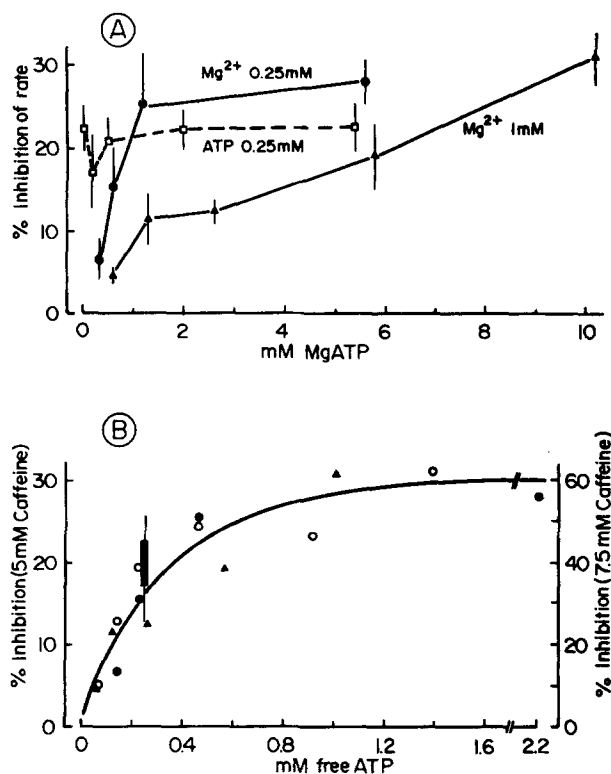 A
% Inhibition of rate
30
20
10
0
Mg²⁺ 0.25mM
ATP 0.25mM
Mg²⁺ 1mM
0 2 4 6 8 10
mM MgATP
B
% Inhibition (5mM Caffeine)
30
20
10
0
% Inhibition (7.5mM Caffeine)
60
40
20
0
0 0.4 0.8 1.2 1.6 2.2
mM free ATP